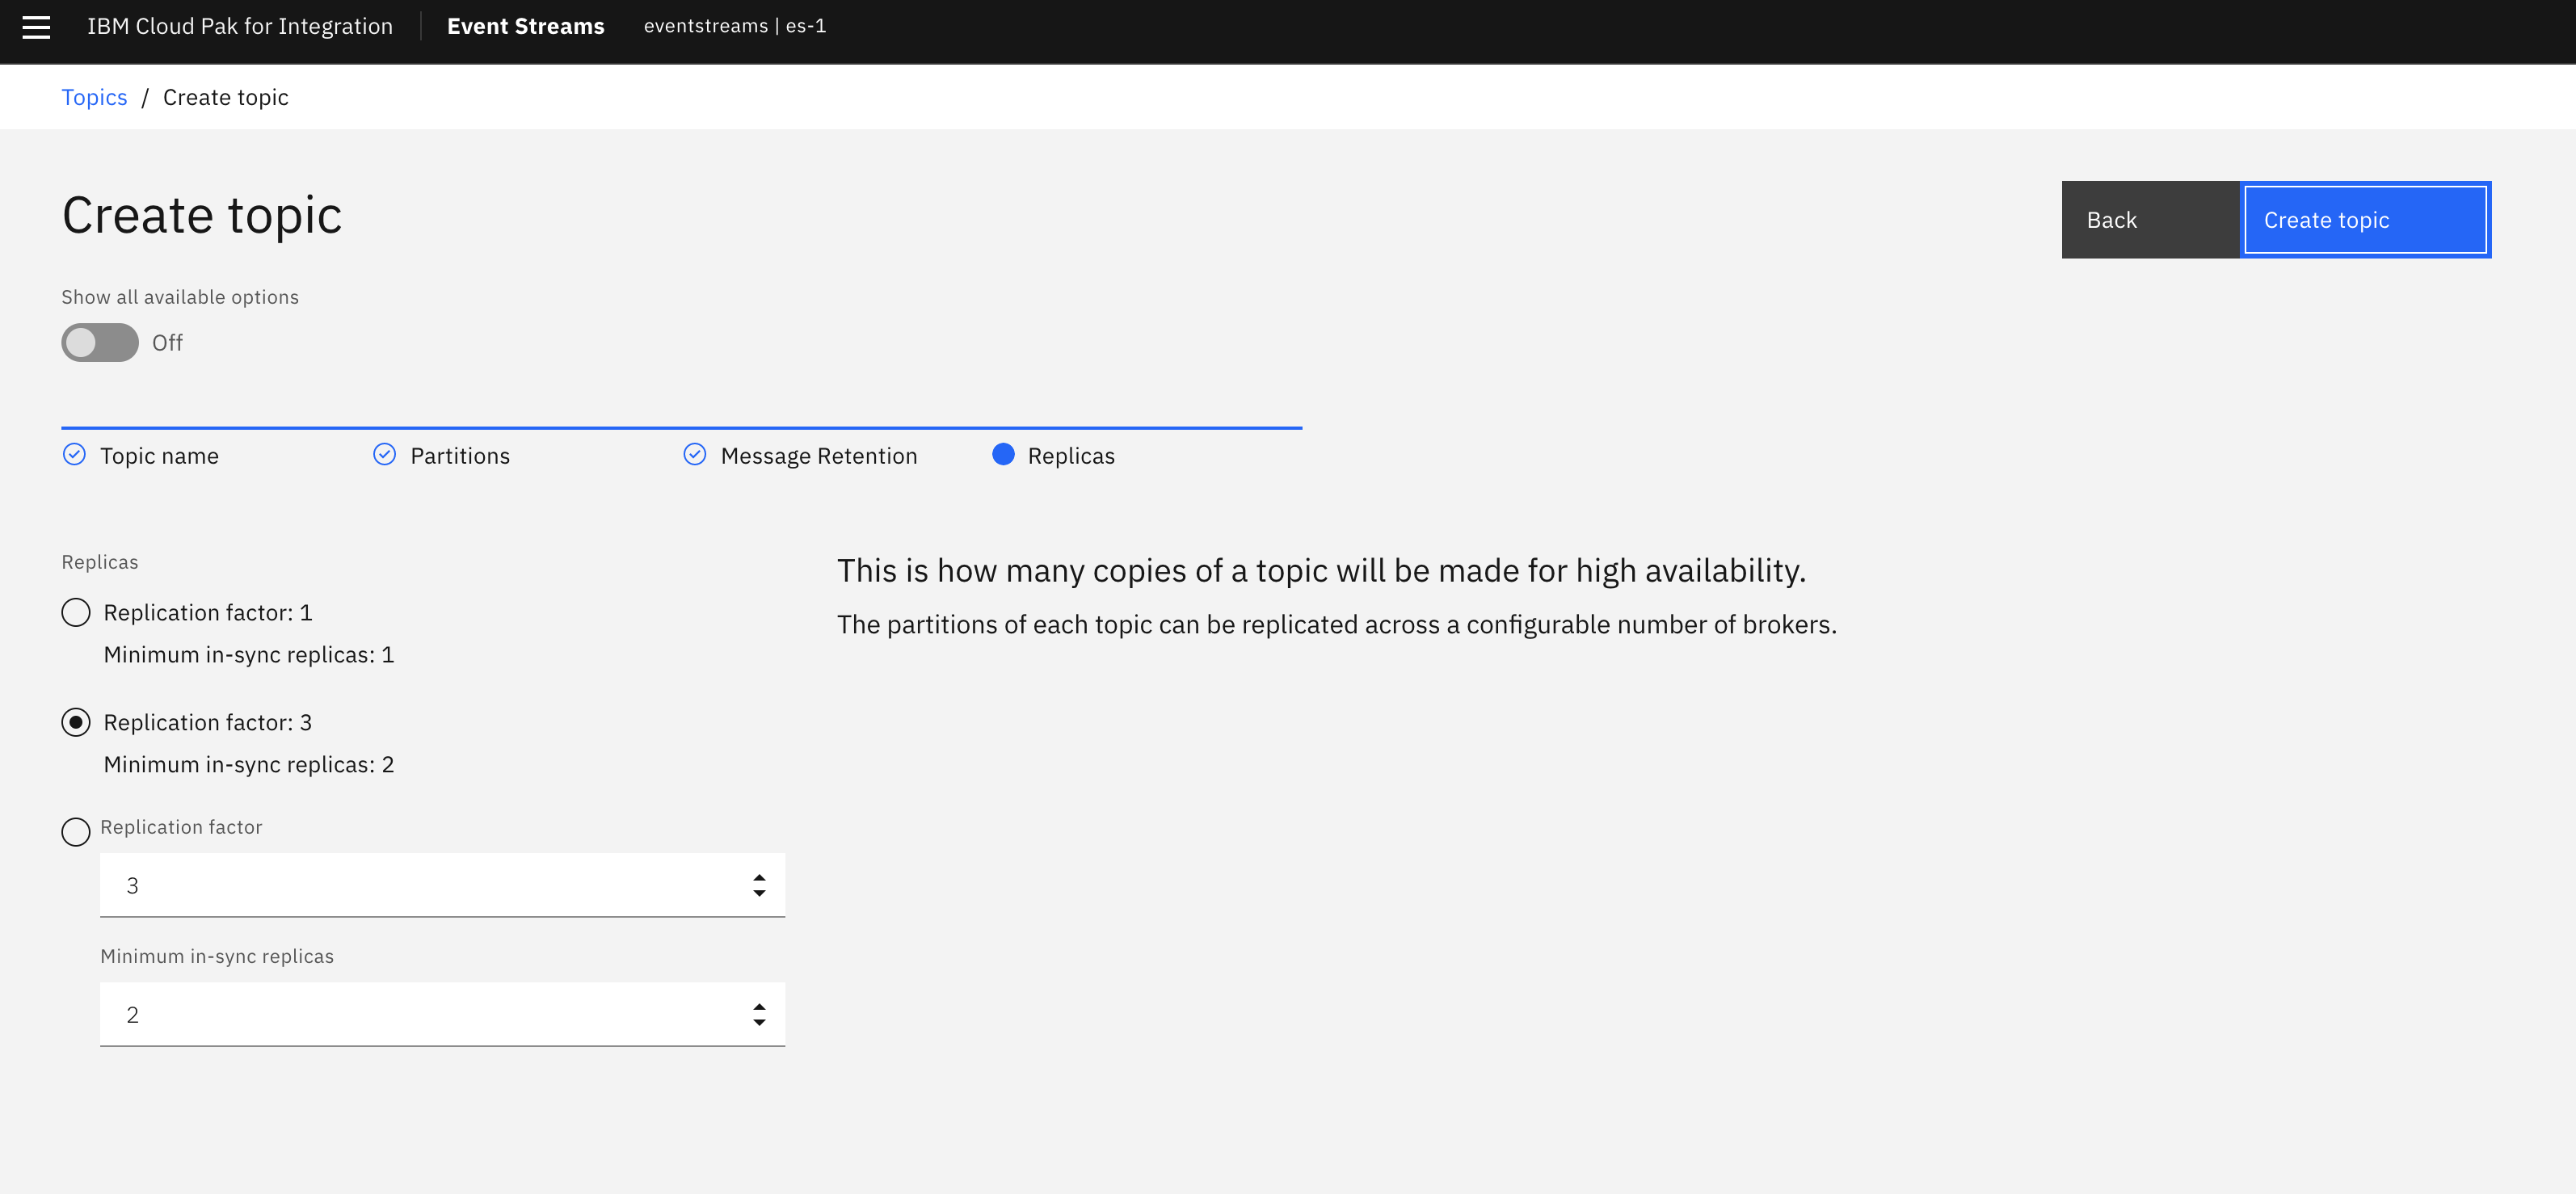 IBM Cloud Pak for Integration Event Streams eventstreams | es-1
Topics / Create topic
Create topic
Back
Create topic
Show all available options
Off
Topic name
Partitions
Message Retention
Replicas
Replicas
Replication factor: 1
Minimum in-sync replicas: 1
Replication factor: 3
Minimum in-sync replicas: 2
Replication factor
3
Minimum in-sync replicas
2
This is how many copies of a topic will be made for high availability.
The partitions of each topic can be replicated across a configurable number of brokers.